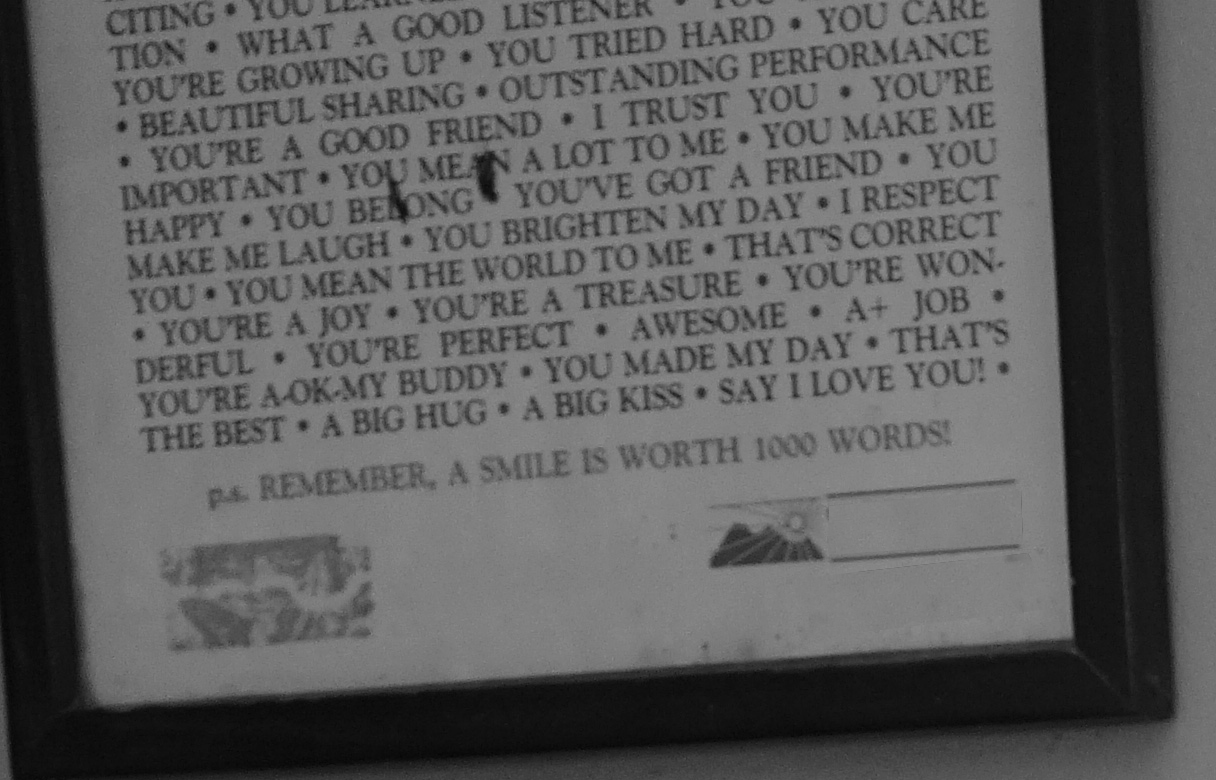 CITING • YOU
TION • WHAT A GOOD LISTENER •
YOU'RE GROWING UP • YOU TRIED HARD • YOU CARE
• BEAUTIFUL SHARING • OUTSTANDING PERFORMANCE
• YOU'RE A GOOD FRIEND • I TRUST YOU • YOU'RE
IMPORTANT • YOU MEAN A LOT TO ME • YOU MAKE ME
HAPPY • YOU BELONG • YOU'VE GOT A FRIEND • YOU
MAKE ME LAUGH • YOU BRIGHTEN MY DAY • I RESPECT
YOU • YOU MEAN THE WORLD TO ME • THAT'S CORRECT
• YOU'RE A JOY • YOU'RE A TREASURE • YOU'RE WON-
DERFUL • YOU'RE PERFECT • AWESOME • A+ JOB •
YOU'RE A-OK-MY BUDDY • YOU MADE MY DAY • THAT'S
THE BEST • A BIG HUG • A BIG KISS • SAY I LOVE YOU! •
p.s. REMEMBER, A SMILE IS WORTH 1000 WORDS!